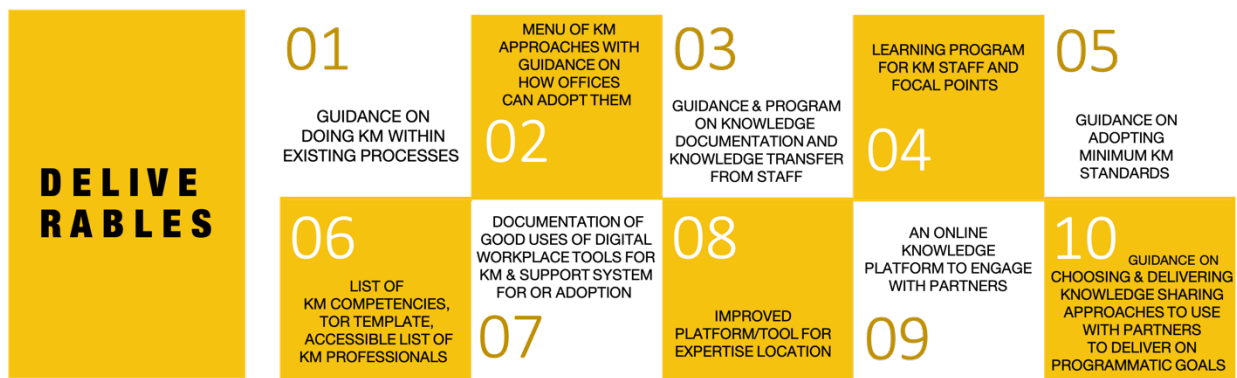 DELIVE
RABLES
01
GUIDANCE ON
DOING KM WITHIN
EXISTING PROCESSES
MENU OF KM
APPROACHES WITH
GUIDANCE ON
HOW OFFICES
CAN ADOPT THEM
02
03
GUIDANCE & PROGRAM
ON KNOWLEDGE
DOCUMENTATION AND
KNOWLEDGE TRANSFER
FROM STAFF
LEARNING PROGRAM
FOR KM STAFF AND
FOCAL POINTS
04
05
GUIDANCE ON
ADOPTING
MINIMUM KM
STANDARDS
06
LIST OF
KM COMPETENCIES,
TOR TEMPLATE,
ACCESSIBLE LIST OF
KM PROFESSIONALS
DOCUMENTATION OF
GOOD USES OF DIGITAL
WORKPLACE TOOLS FOR
KM & SUPPORT SYSTEM
FOR OR ADOPTION
07
08
IMPROVED
PLATFORM/TOOL FOR
EXPERTISE LOCATION
AN ONLINE
KNOWLEDGE
PLATFORM TO ENGAGE
WITH PARTNERS
09
10
GUIDANCE ON
CHOOSING & DELIVERING
KNOWLEDGE SHARING
APPROACHES TO USE
WITH PARTNERS
TO DELIVER ON
PROGRAMMATIC GOALS